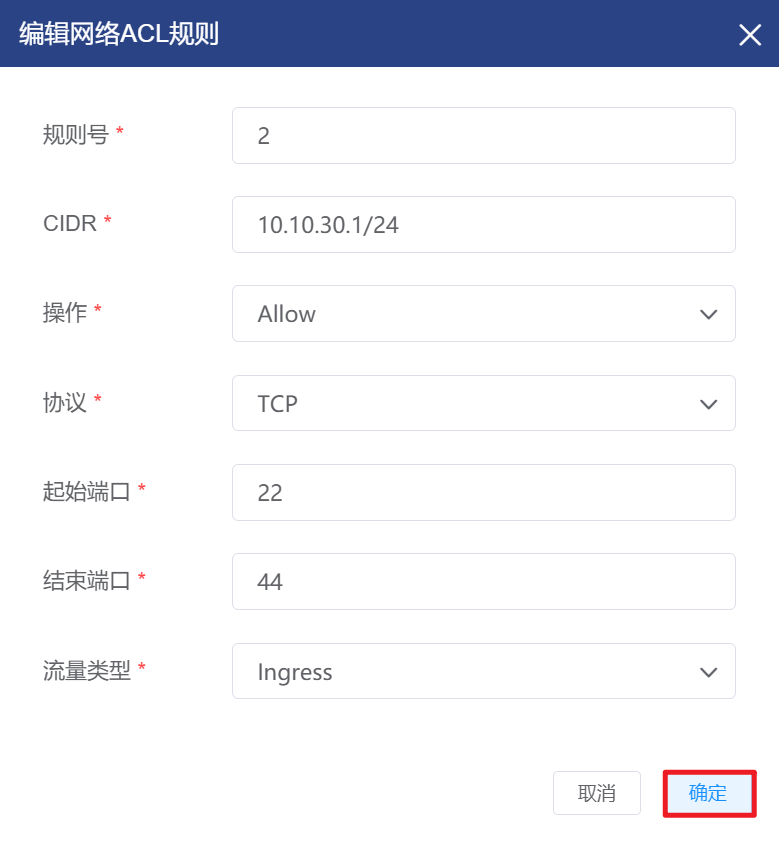 编辑网络ACL规则
规则号 * 2
CIDR * 10.10.30.1/24
操作 * Allow
协议 * TCP
起始端口 * 22
结束端口 * 44
流量类型 * Ingress
取消 确定